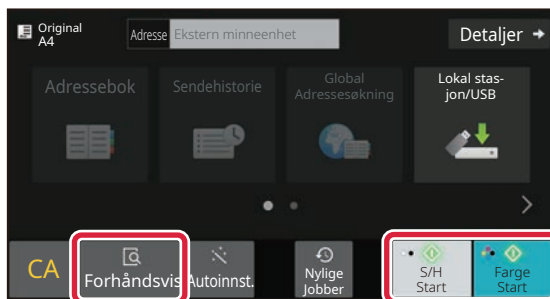 Original
A4
Adresse
Ekstern minneenhet
Detaljer
Adressebok
Sendehistorie
Global
Adressesøkning
Lokal stas-
jon/USB
CA
Forhåndsvis
Autoinnst.
Nylige
Jobber
S/H
Start
Farge
Start